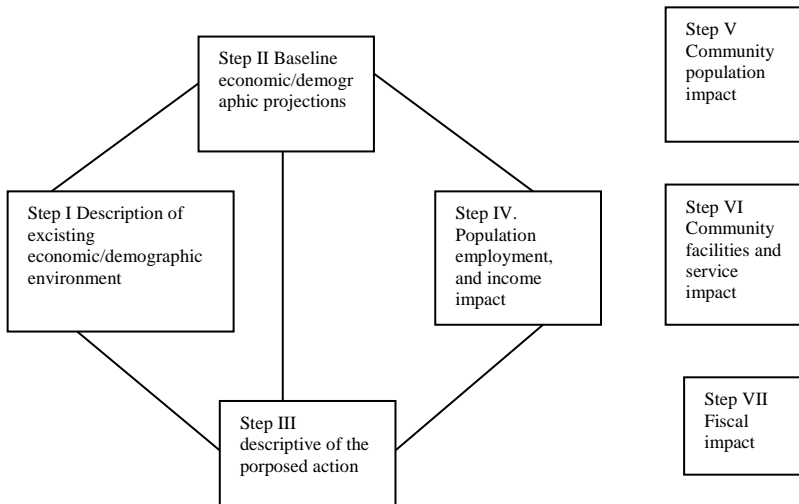 Step II Baseline
economic/demogr
aphic projections
Step I Description of
excisting
economic/demographic
environment
Step III
descriptive of the
porposed action
Step IV.
Population
employment,
and income
impact
Step V
Community
population
impact
Step VI
Community
facilities and
service
impact
Step VII
Fiscal
impact